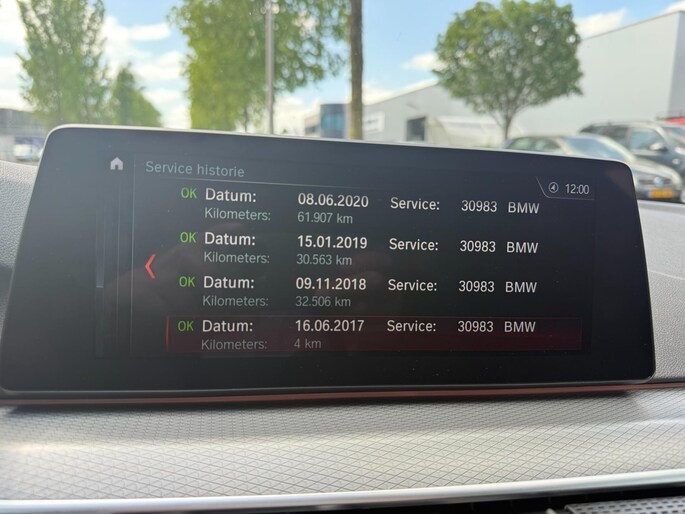 Service historie
12:00
OK Datum: 08.06.2020 Service: 30983 BMW
Kilometers: 61.907 km
OK Datum: 15.01.2019 Service: 30983 BMW
Kilometers: 30.563 km
OK Datum: 09.11.2018 Service: 30983 BMW
Kilometers: 32.506 km
OK Datum: 16.06.2017 Service: 30983 BMW
Kilometers: 4 km